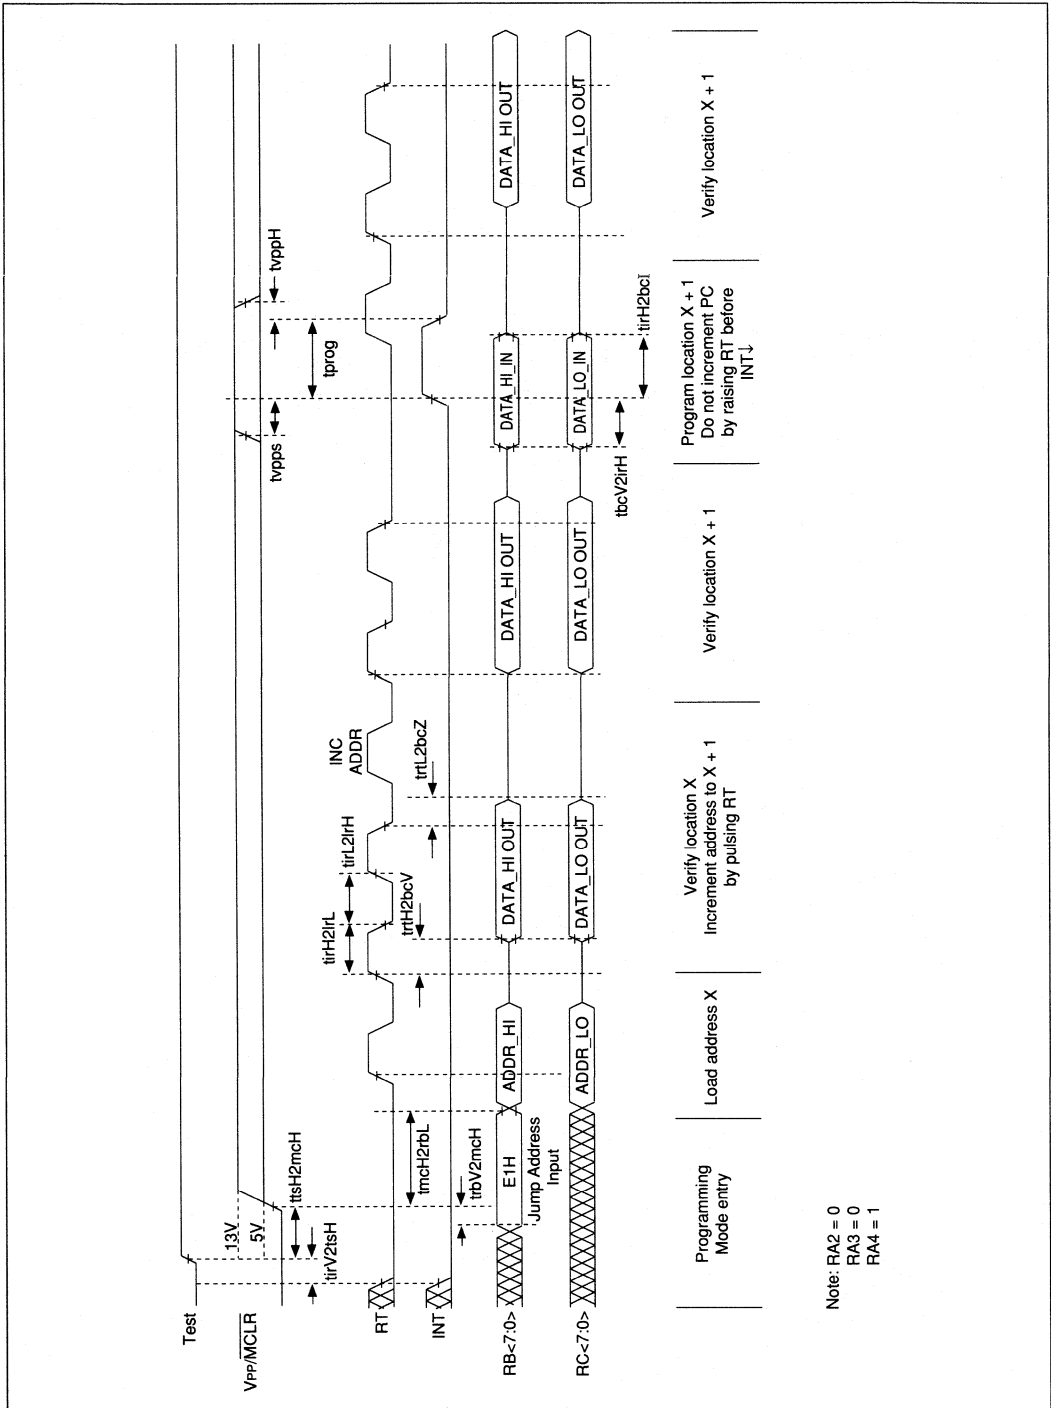 Test
VPP/MCLR
13V
5V
tirV2tsH
ttsH2mcH
tvpps
tprog
tvppH
RT
tirH2IrL
tirL2IrH
INC
ADDR
INT
tmcH2rbL
trtH2bcV
trtL2bcZ
trbV2mcH
RB<7:0>
E1H
ADDR_HI
DATA_HI OUT
DATA_HI OUT
DATA_HI_IN
DATA_HI OUT
Jump Address
Input
RC<7:0>
ADDR_LO
DATA_LO OUT
DATA_LO OUT
DATA_LO_IN
DATA_LO OUT
tbcV2irH
tirH2bcI
Programming
Mode entry
Load address X
Verify location X
Increment address to X + 1
by pulsing RT
Verify location X + 1
Program location X + 1
Do not increment PC
by raising RT before
INT↓
Verify location X + 1
Note: RA2 = 0
RA3 = 0
RA4 = 1